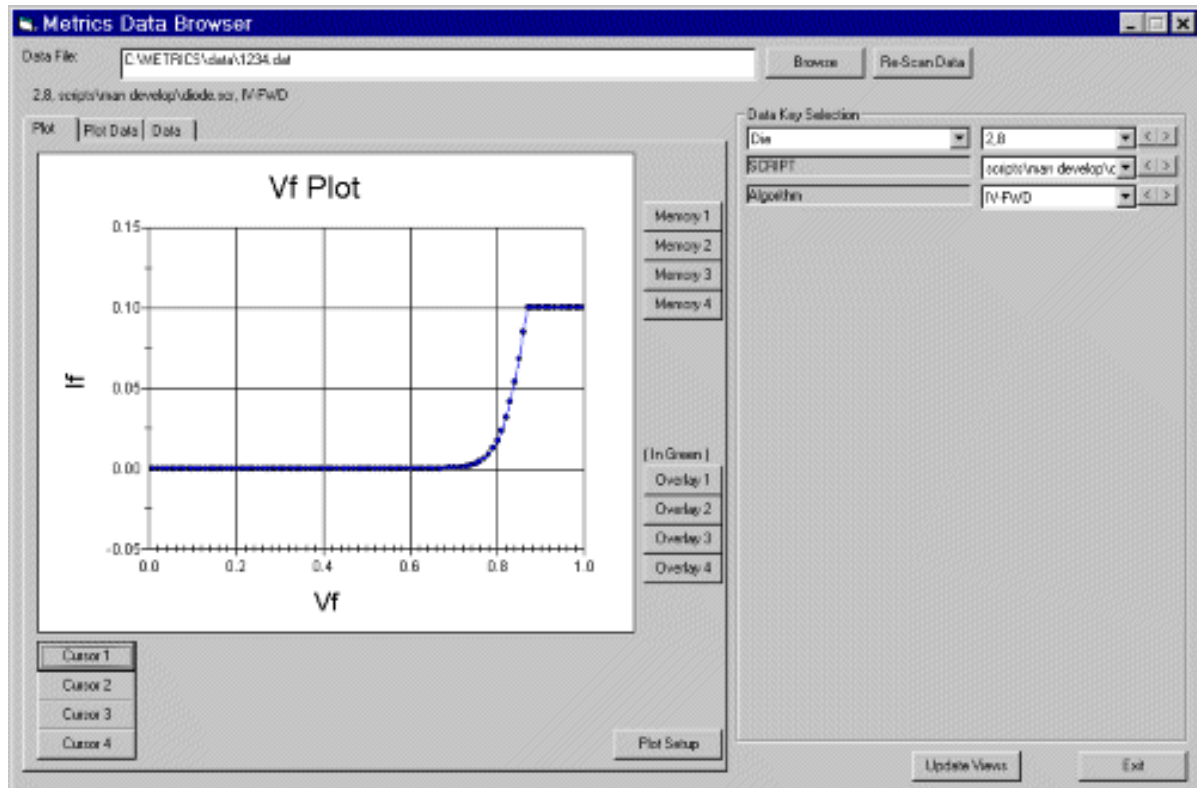 Metrics Data Browser
Data File: C:\METRICS\data\1234.dat Browse Re-Scan Data
2,8, scripts\man develop\diode.scr, IV-FWD
Plot Plot Data Data
Data Key Selection
Die 2,8 < >
SCRIPT scripts\man develop\c < >
Algorithm IV-FWD < >
Vf Plot
Memory 1
Memory 2
Memory 3
Memory 4
0.15
0.10
0.05
0.00
-0.05
If
0.0 0.2 0.4 0.6 0.8 1.0
Vf
( In Green )
Overlay 1
Overlay 2
Overlay 3
Overlay 4
Cursor 1
Cursor 2
Cursor 3
Cursor 4
Plot Setup
Update Views Exit